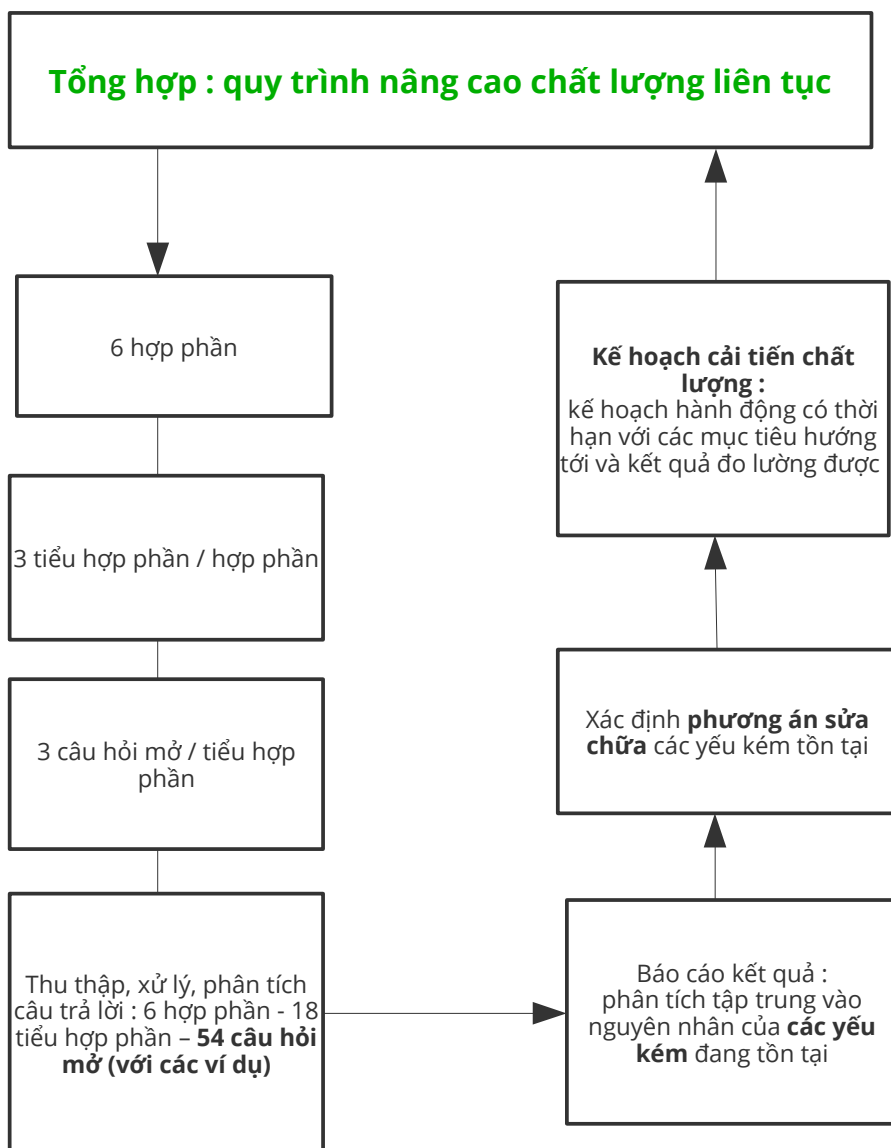 Tổng hợp : quy trình nâng cao chất lượng liên tục
6 hợp phần
3 tiểu hợp phần / hợp phần
3 câu hỏi mở / tiểu hợp
phần
Thu thập, xử lý, phân tích
câu trả lời : 6 hợp phần - 18
tiểu hợp phần – 54 câu hỏi
mở (với các ví dụ)
Báo cáo kết quả :
phân tích tập trung vào
nguyên nhân của các yếu
kém đang tồn tại
Xác định phương án sửa
chữa các yếu kém tồn tại
Kế hoạch cải tiến chất
lượng :
kế hoạch hành động có thời
hạn với các mục tiêu hướng
tới và kết quả đo lường được